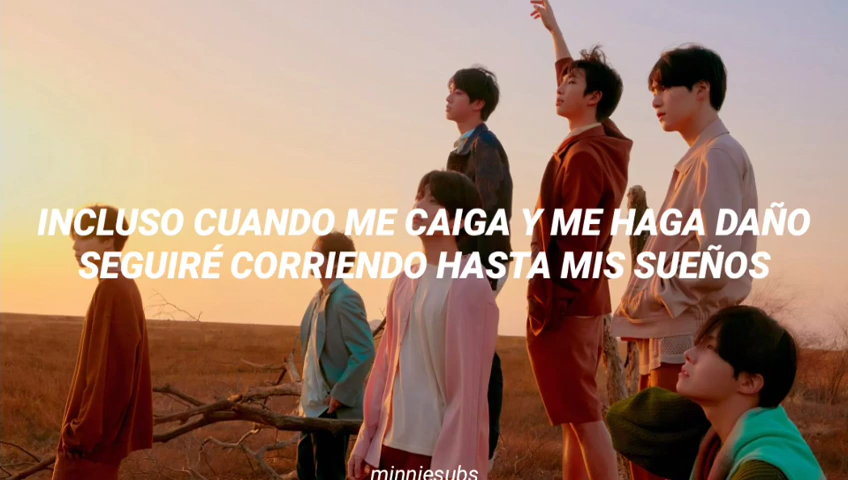 INCLUSO CUANDO ME CAIGA Y ME HAGA DAÑO
SEGUIRÉ CORRIENDO HASTA MIS SUEÑOS
minniesubs